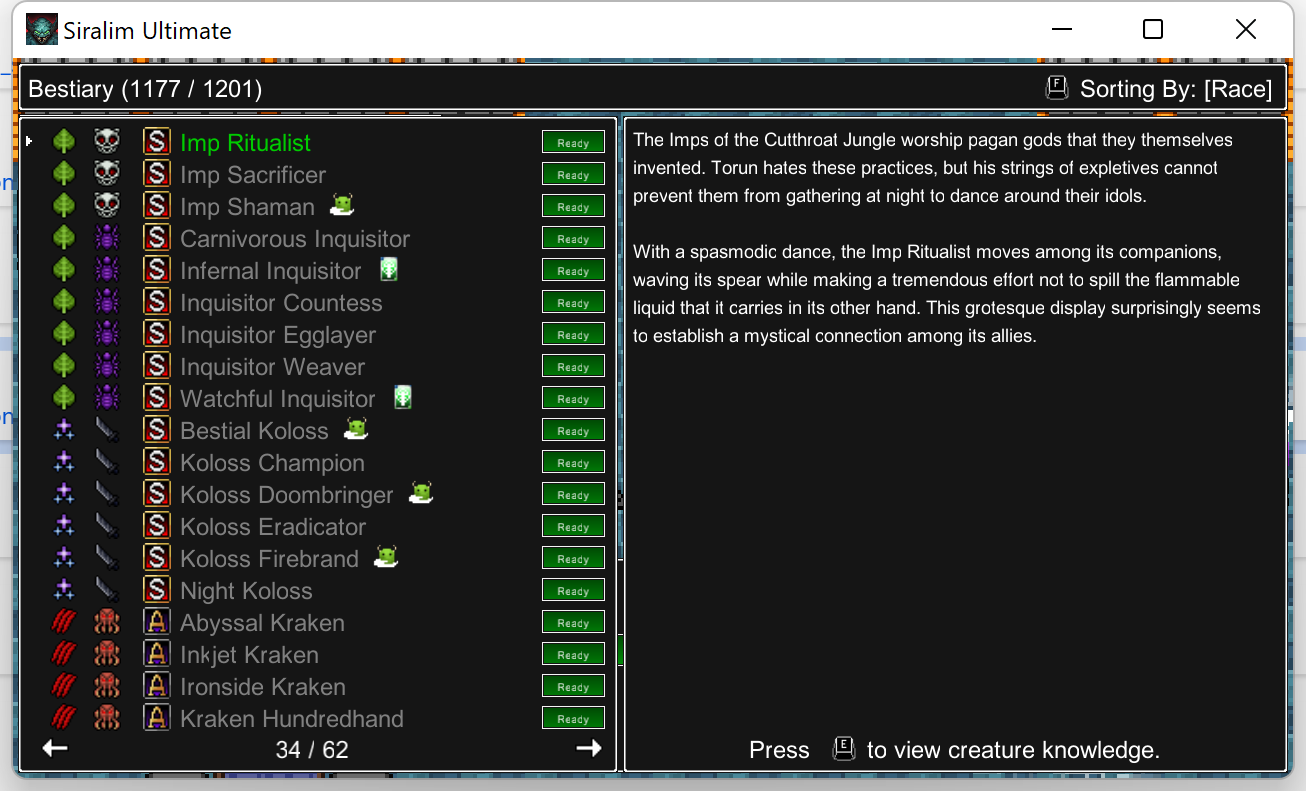 Siralim Ultimate
Bestiary (1177 / 1201)
F Sorting By: [Race]
S Imp Ritualist Ready
S Imp Sacrificer Ready
S Imp Shaman Ready
S Carnivorous Inquisitor Ready
S Infernal Inquisitor Ready
S Inquisitor Countess Ready
S Inquisitor Egglayer Ready
S Inquisitor Weaver Ready
S Watchful Inquisitor Ready
S Bestial Koloss Ready
S Koloss Champion Ready
S Koloss Doombringer Ready
S Koloss Eradicator Ready
S Koloss Firebrand Ready
S Night Koloss Ready
A Abyssal Kraken Ready
A Inkjet Kraken Ready
A Ironside Kraken Ready
A Kraken Hundredhand Ready
34 / 62
The Imps of the Cutthroat Jungle worship pagan gods that they themselves
invented. Torun hates these practices, but his strings of expletives cannot
prevent them from gathering at night to dance around their idols.
With a spasmodic dance, the Imp Ritualist moves among its companions,
waving its spear while making a tremendous effort not to spill the flammable
liquid that it carries in its other hand. This grotesque display surprisingly seems
to establish a mystical connection among its allies.
Press E to view creature knowledge.